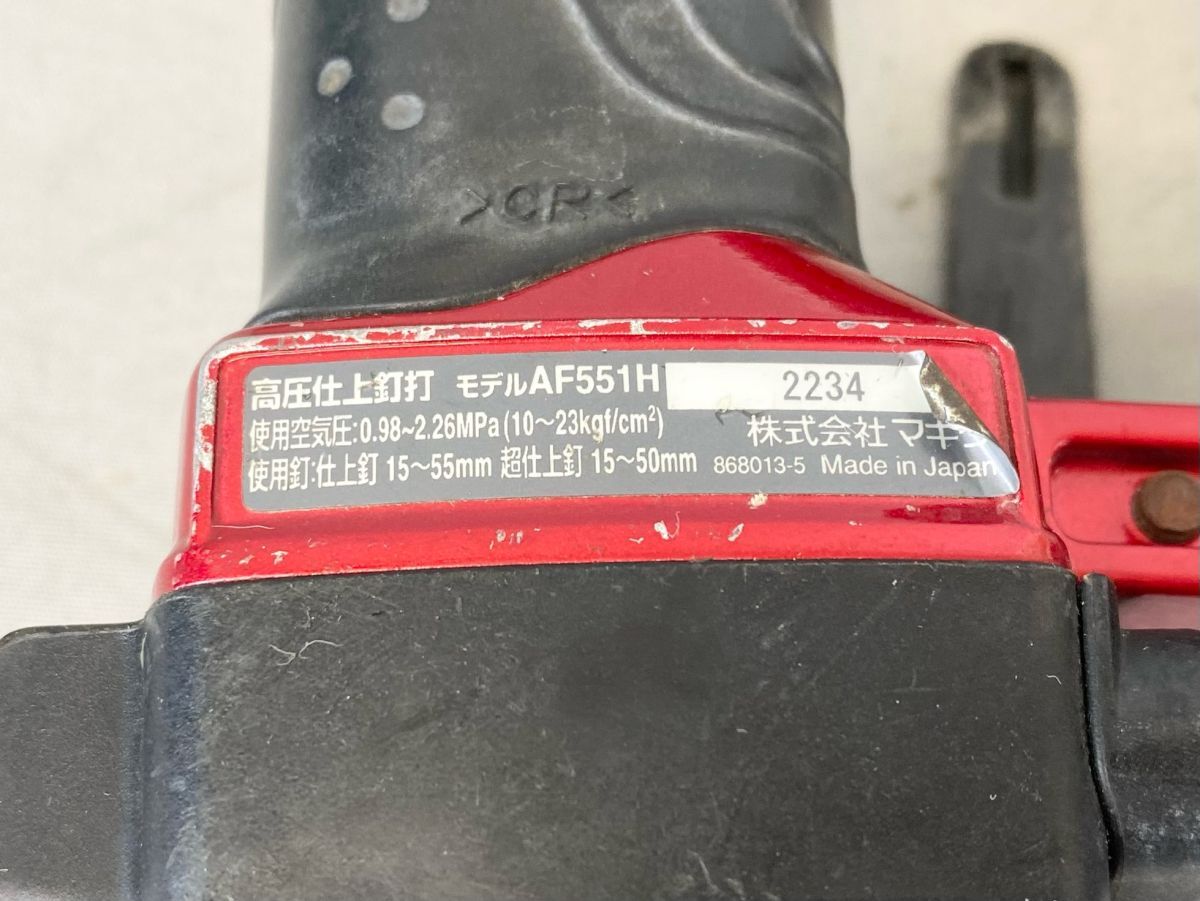 >CR<
高圧仕上釘打 モデルAF551H 2234
使用空気圧:0.98~2.26MPa(10〜23kgf/cm²) 株式会社 マキタ
使用釘:仕上釘 15〜55mm 超仕上釘 15〜50mm 868013-5 Made in Japan